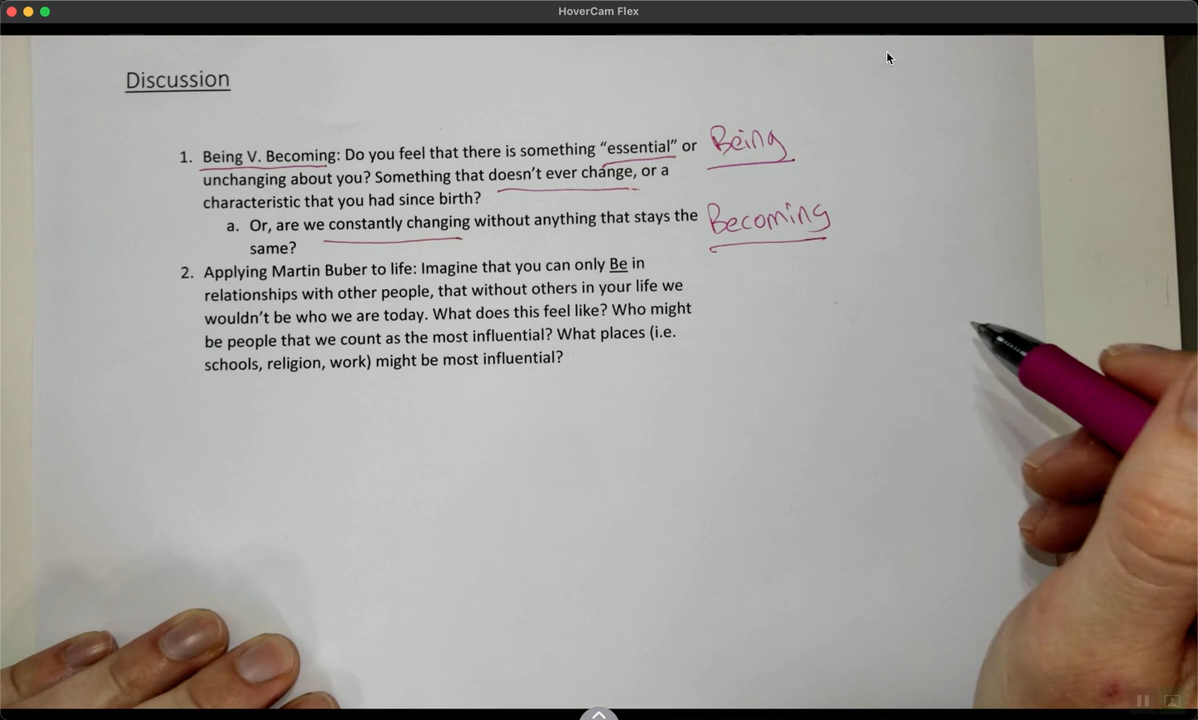 HoverCam Flex
Discussion
1. Being V. Becoming: Do you feel that there is something “essential” or Being
unchanging about you? Something that doesn’t ever change, or a
characteristic that you had since birth?
a. Or, are we constantly changing without anything that stays the Becoming
same?
2. Applying Martin Buber to life: Imagine that you can only Be in
relationships with other people, that without others in your life we
wouldn’t be who we are today. What does this feel like? Who might
be people that we count as the most influential? What places (i.e.
schools, religion, work) might be most influential?